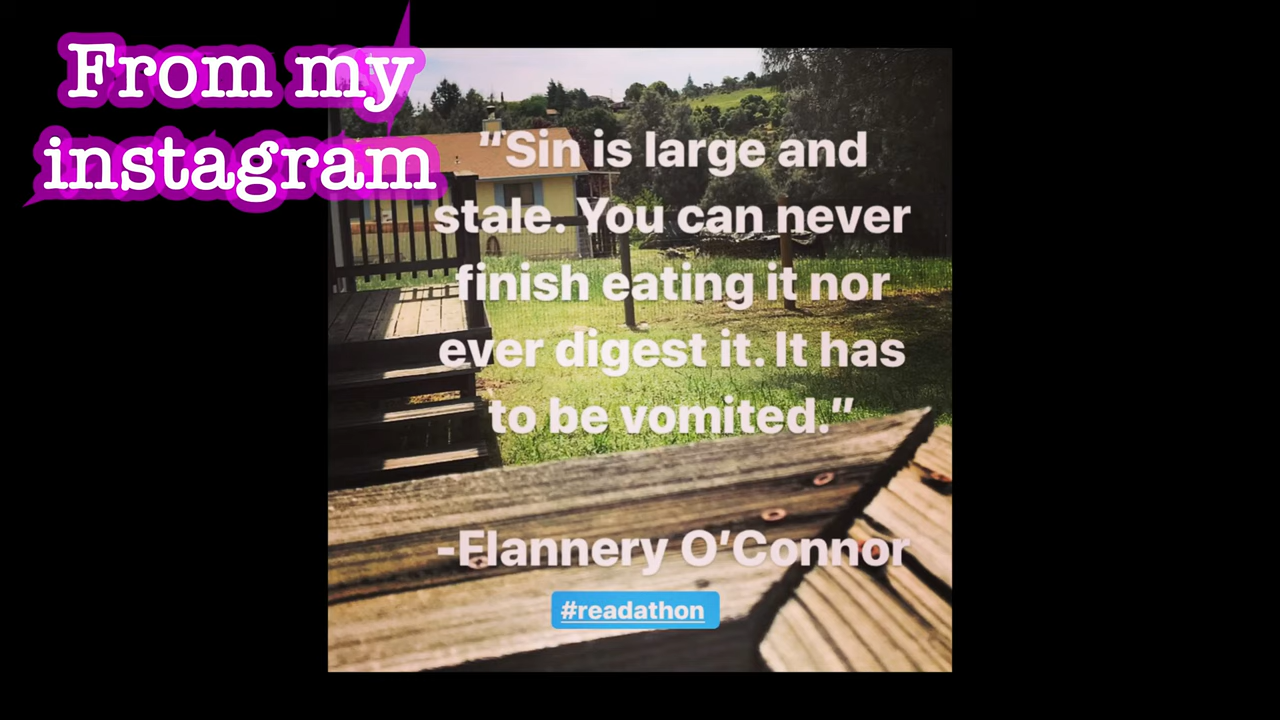 From my
instagram
"Sin is large and
stale. You can never
finish eating it nor
ever digest it. It has
to be vomited."
-Flannery O'Connor
#readathon